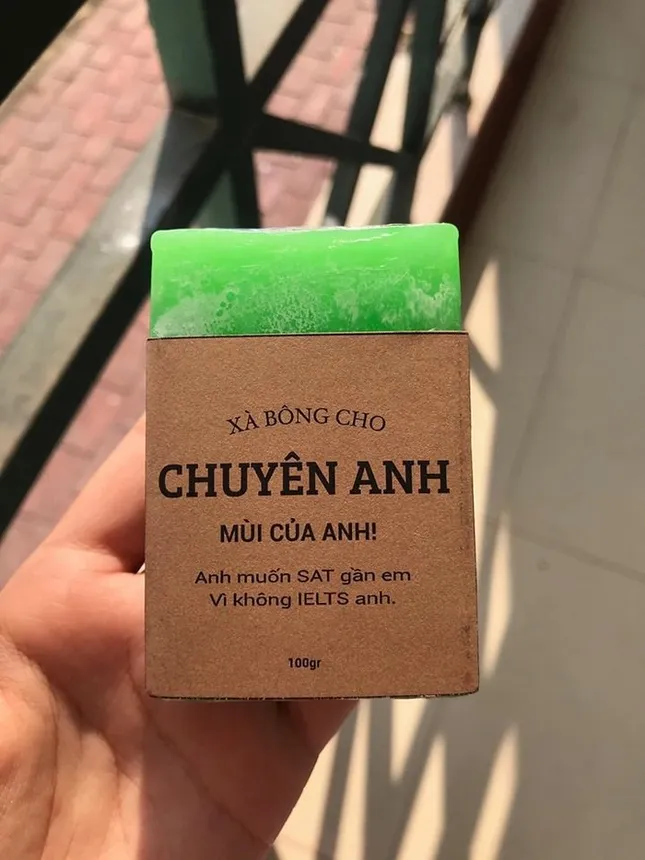 XÀ BÔNG CHO
CHUYÊN ANH
MÙI CỦA ANH!
Anh muốn SAT gần em
Vì không IELTS anh.
100gr